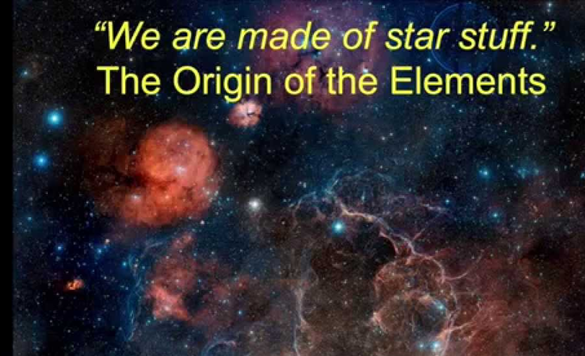 “We are made of star stuff.”
The Origin of the Elements